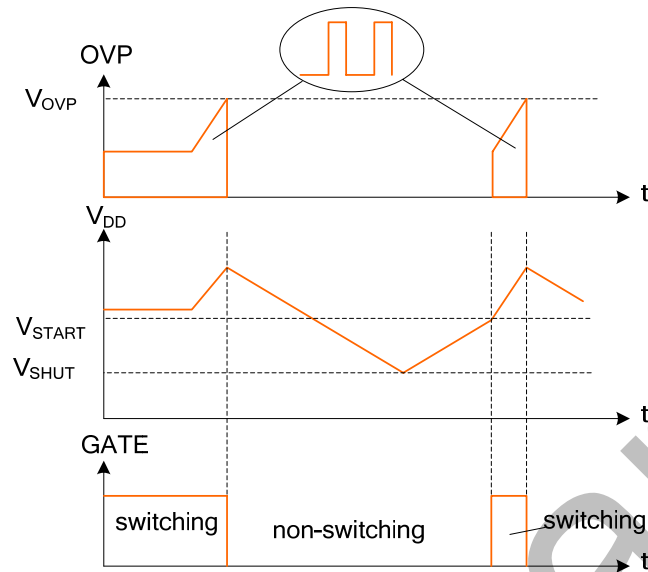 OVP
VOVP
t
VDD
VSTART
VSHUT
t
GATE
switching
non-switching
switching
t